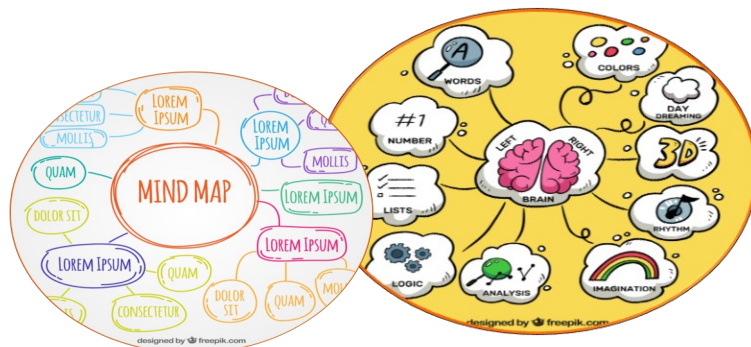 LOREM
IPSUM
MOLLIS
QUAM
LOREM
IPSUM
MOLLIS
MIND MAP
LOREM IPSUM
DOLOR SIT
LOREM IPSUM
LOREM IPSUM
QUAM
CONSECTETUR
DOLOR
SIT
QUAM
designed by freepik.com
A
WORDS
COLORS
DAY
DREAMING
#1
NUMBER
LEFT
RIGHT
BRAIN
3D
LISTS
RHYTHM
LOGIC
ANALYSIS
IMAGINATION
designed by freepik.com